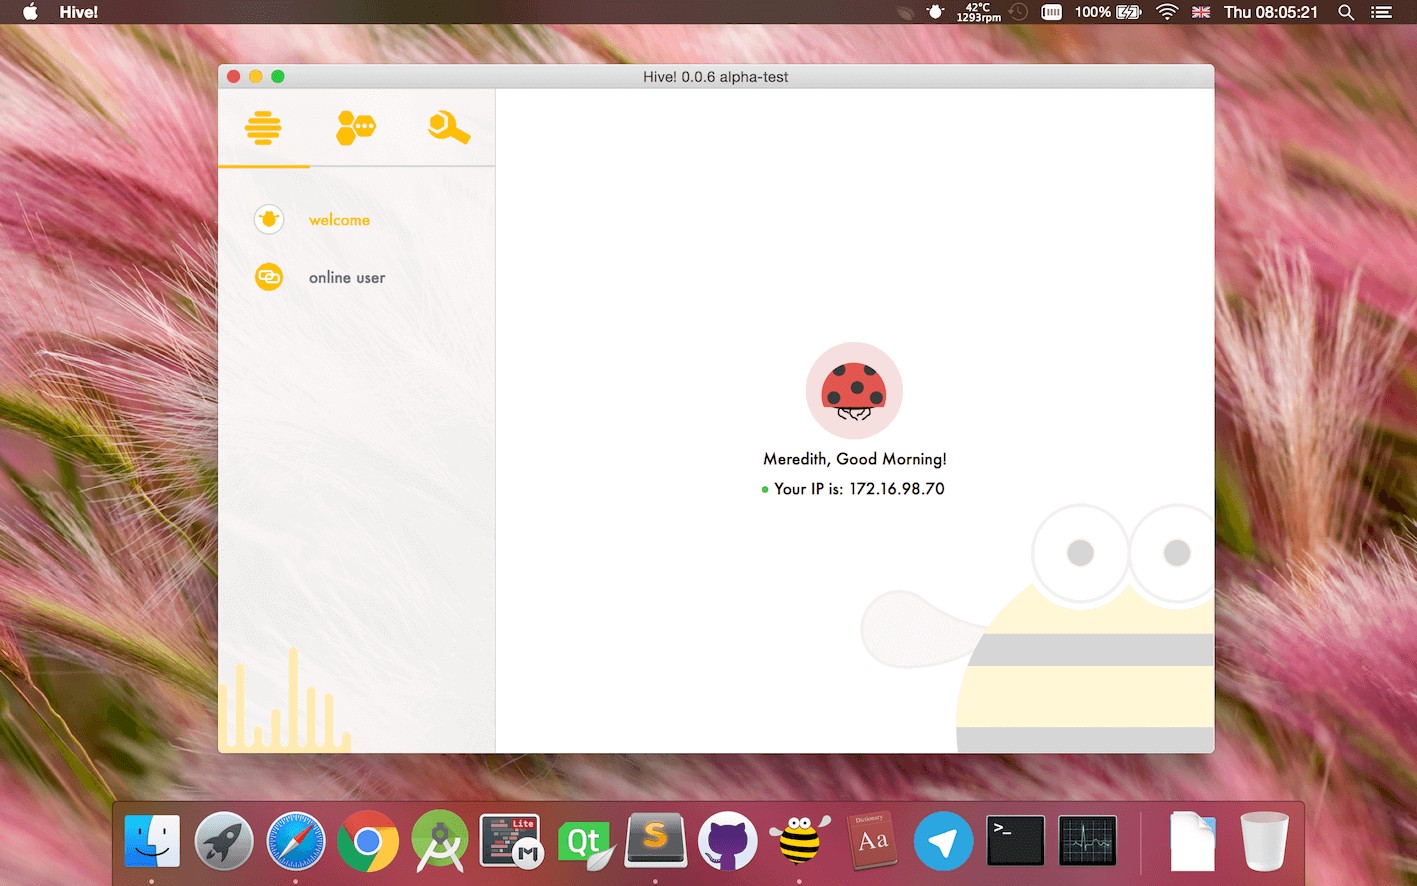 Hive!
42°C
1293rpm
100%
Thu 08:05:21
Hive! 0.0.6 alpha-test
welcome
online user
Meredith, Good Morning!
Your IP is: 172.16.98.70
Lite
Qt
S
Dictionary
Aa
>_